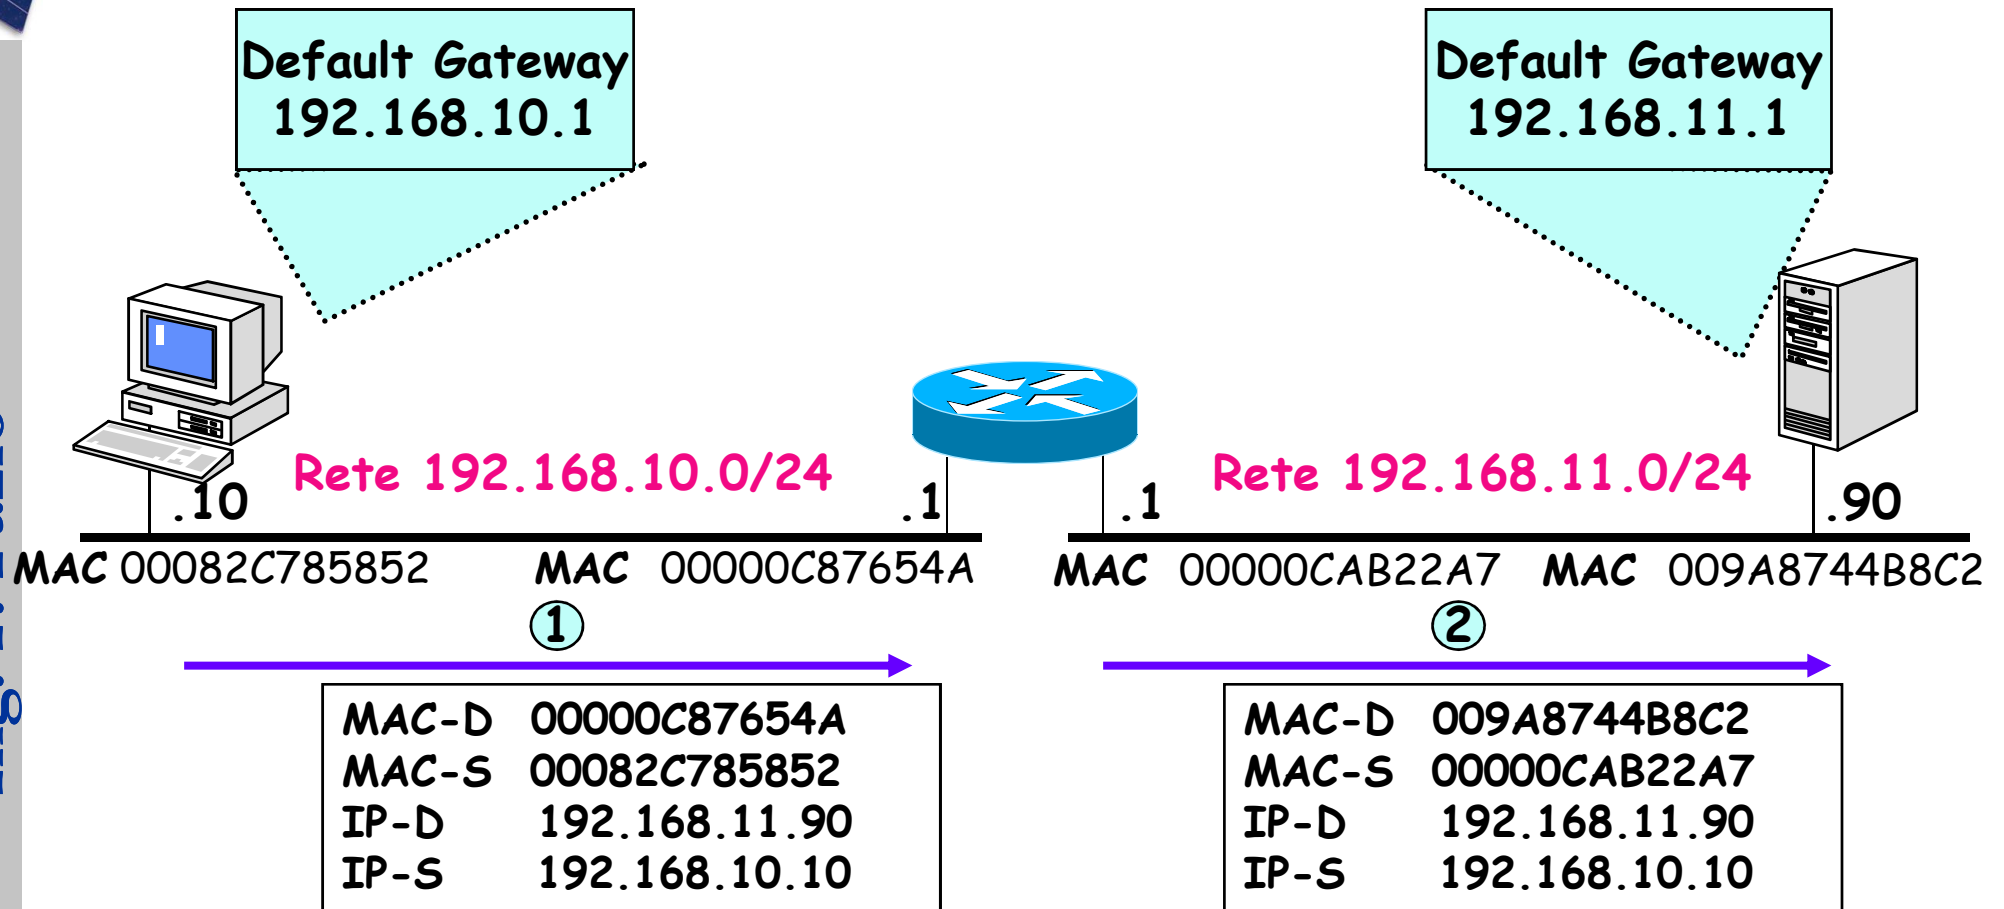 Default Gateway
192.168.10.1
Default Gateway
192.168.11.1
Rete 192.168.10.0/24
Rete 192.168.11.0/24
.10
.1
.1
.90
MAC 00082C785852
MAC 00000C87654A
MAC 00000CAB22A7
MAC 009A8744B8C2
1
2
MAC-D 00000C87654A
MAC-S 00082C785852
IP-D 192.168.11.90
IP-S 192.168.10.10
MAC-D 009A8744B8C2
MAC-S 00000CAB22A7
IP-D 192.168.11.90
IP-S 192.168.10.10